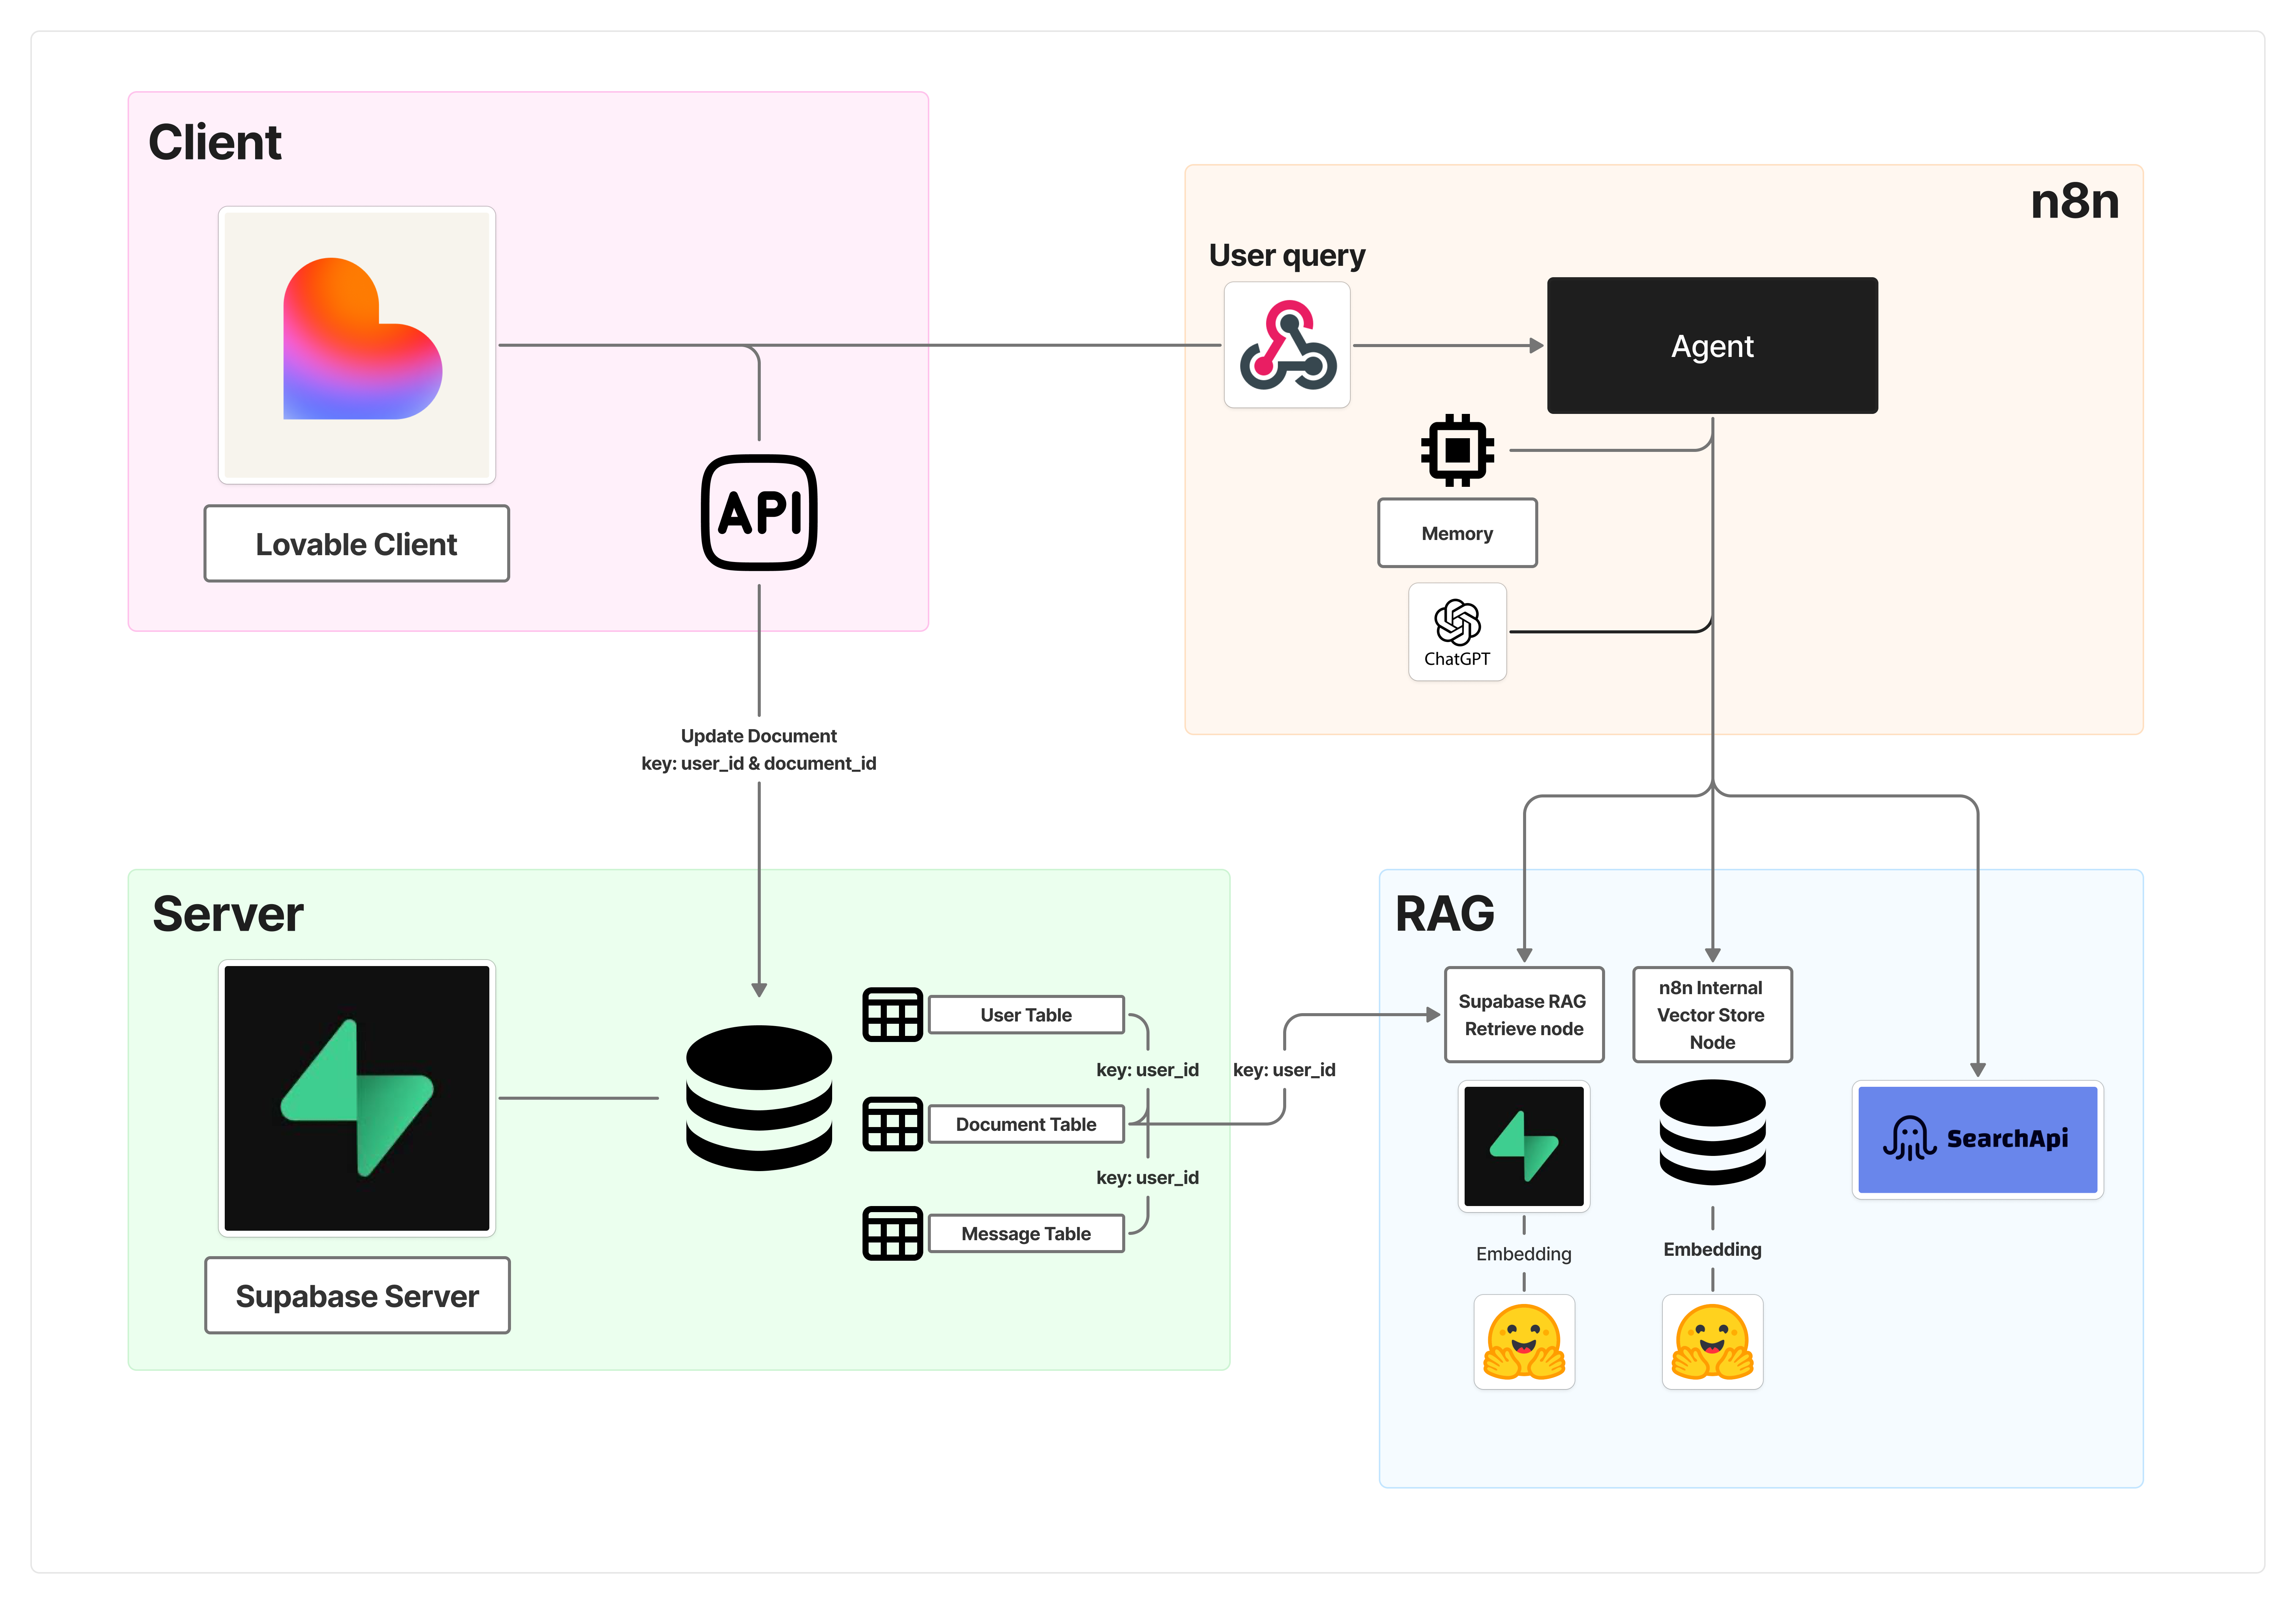 Client
Lovable Client
API
n8n
User query
Agent
Memory
ChatGPT
Update Document
key: user_id & document_id
Server
Supabase Server
User Table
key: user_id
Document Table
key: user_id
Message Table
key: user_id
RAG
Supabase RAG
Retrieve node
n8n Internal
Vector Store
Node
SearchApi
Embedding
Embedding